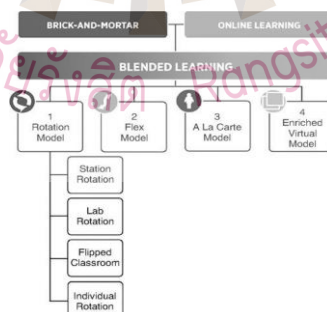 BRICK-AND-MORTAR
ONLINE LEARNING
BLENDED LEARNING
Rangsit
1
Rotation
Model
2
Flex
Model
3
A La Carte
Model
4
Enriched
Virtual
Model
Station
Rotation
Lab
Rotation
Flipped
Classroom
Individual
Rotation